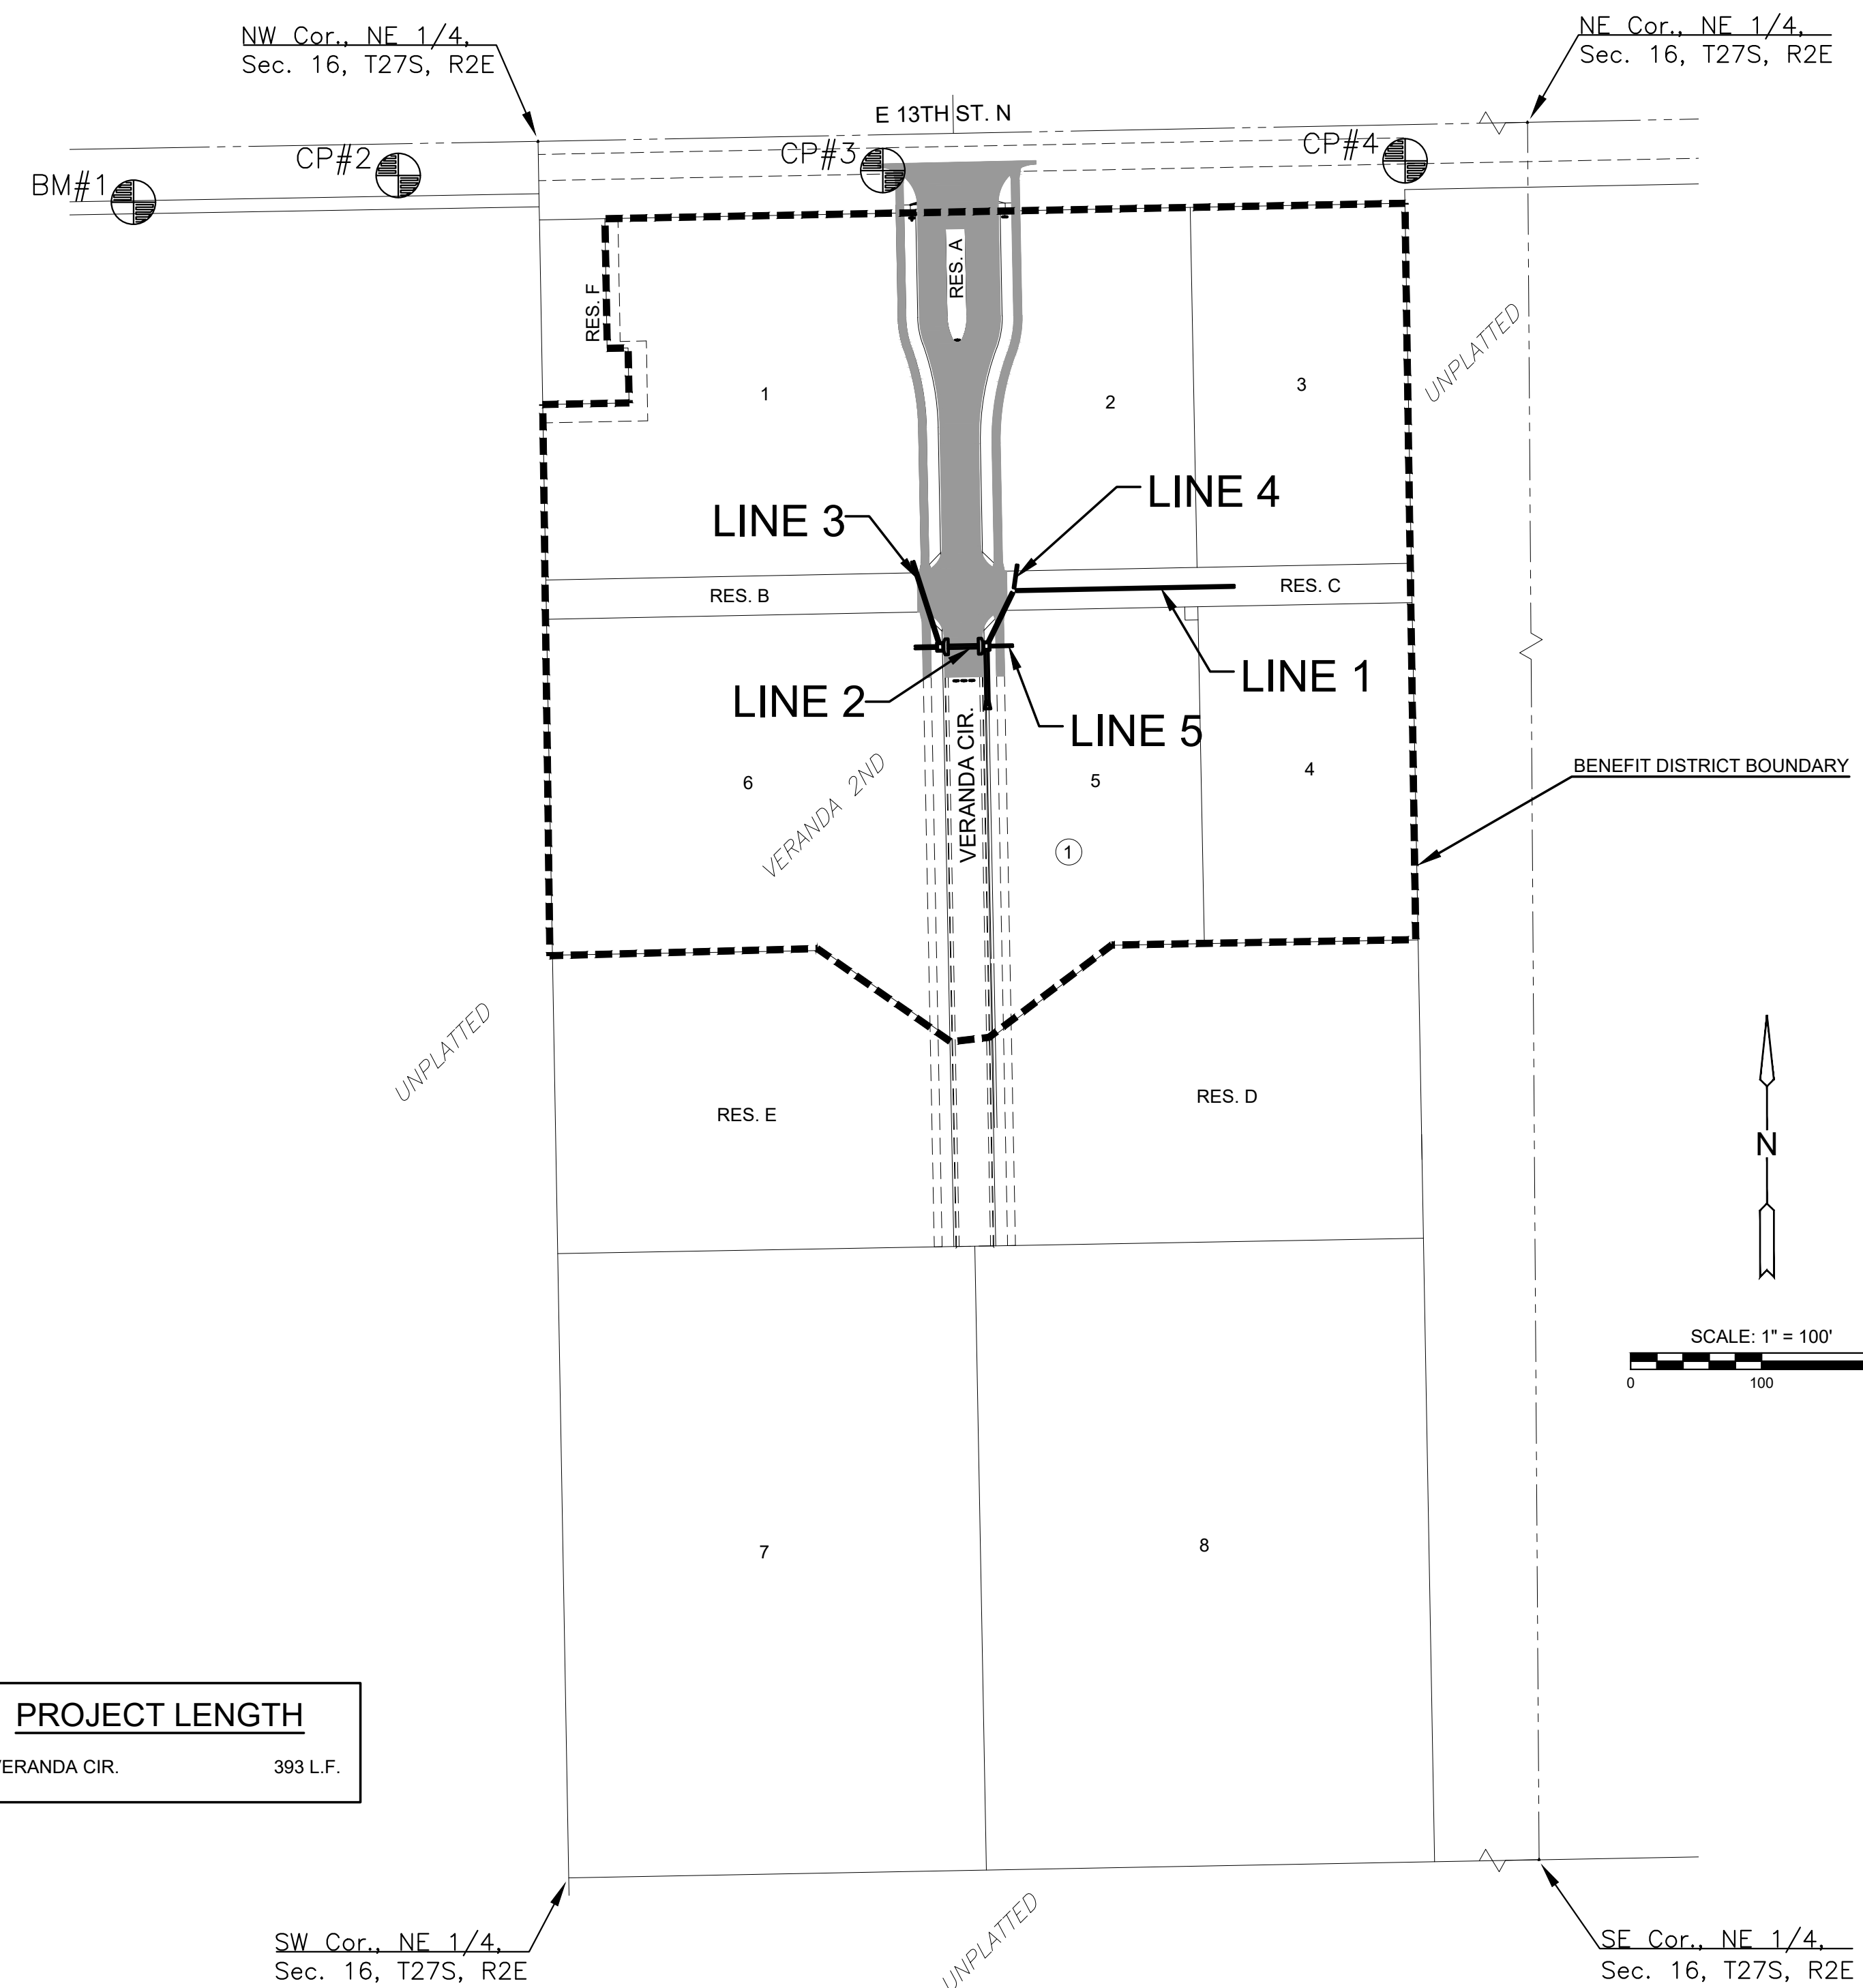 NW Cor., NE 1/4,
Sec. 16, T27S, R2E
NE Cor., NE 1/4,
Sec. 16, T27S, R2E
E 13TH ST. N
BM#1
CP#2
CP#3
CP#4
RES. F
RES. A
UNPLATTED
1
2
3
LINE 3
LINE 4
RES. B
RES. C
LINE 2
LINE 1
LINE 5
VERANDA CIR.
VERANDA 2ND
6
5
4
1
BENEFIT DISTRICT BOUNDARY
UNPLATTED
RES. E
RES. D
N
SCALE: 1" = 100'
0 100
7
8
PROJECT LENGTH
ERANDA CIR. 393 L.F.
SW Cor., NE 1/4,
Sec. 16, T27S, R2E
UNPLATTED
SE Cor., NE 1/4,
Sec. 16, T27S, R2E